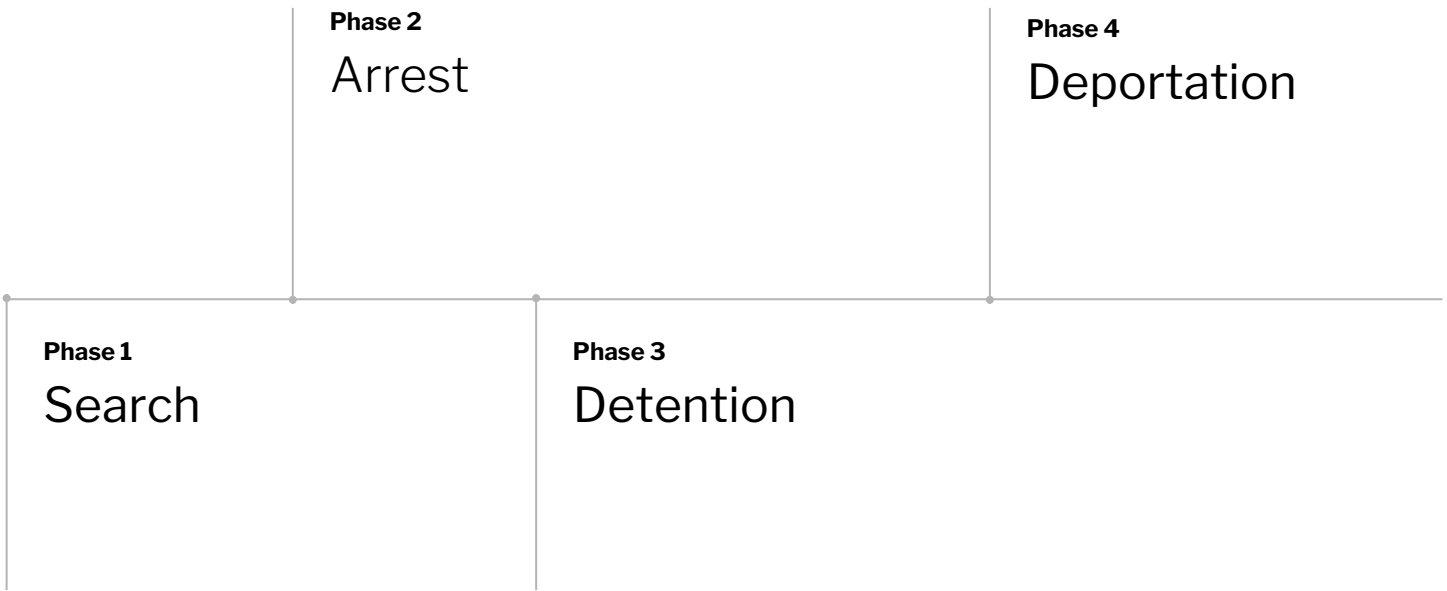 Phase 1
Search
Phase 2
Arrest
Phase 3
Detention
Phase 4
Deportation